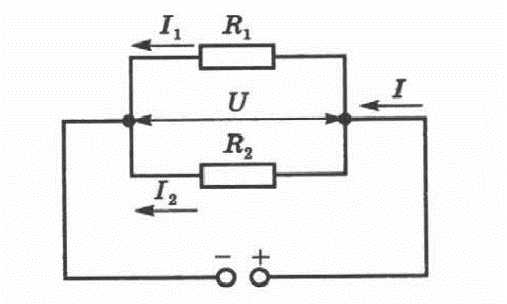 I₁ R₁
U I
R₂
I₂
− +